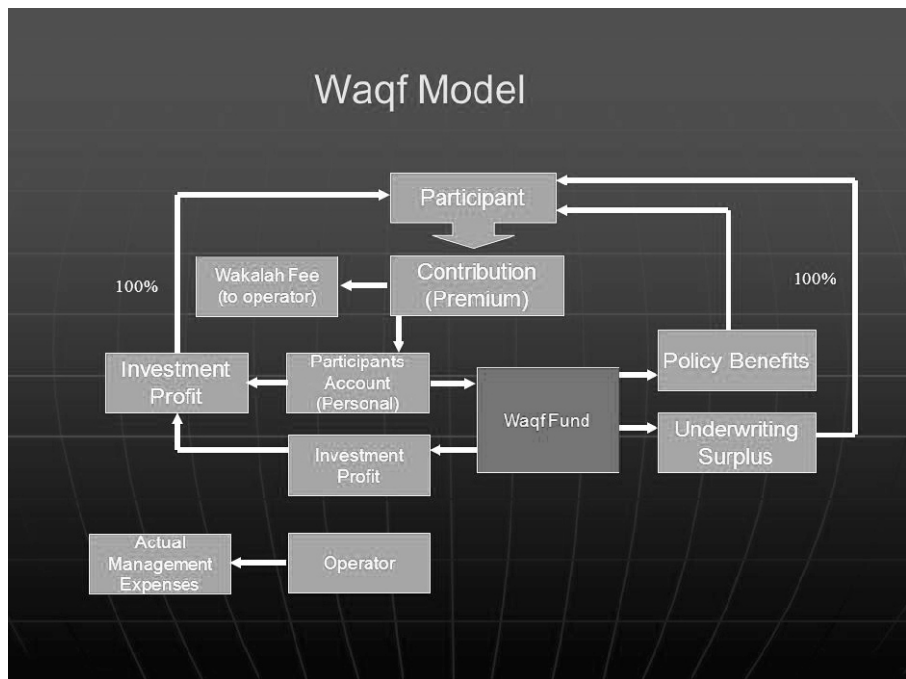 Waqf Model
Participant
100%
Wakalah Fee
(to operator)
Contribution
(Premium)
100%
Investment
Profit
Participants
Account
(Personal)
Waqf Fund
Policy Benefits
Investment
Profit
Underwriting
Surplus
Actual
Management
Expenses
Operator